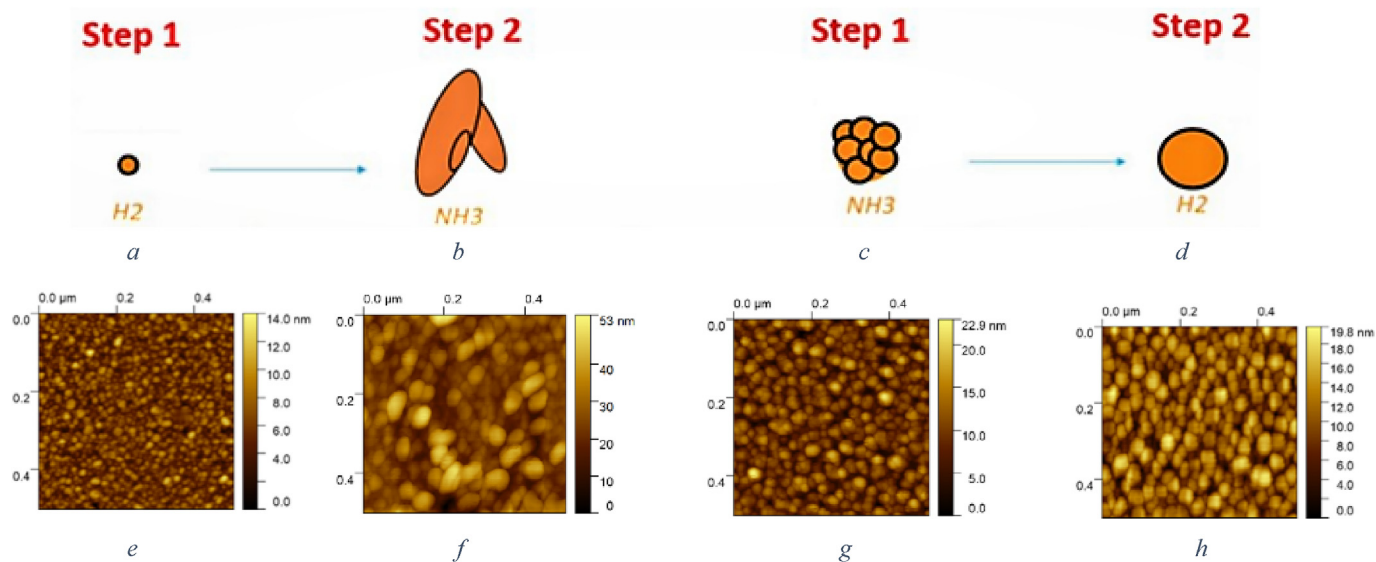 Step 1
Step 2
Step 1
Step 2
H2
NH3
NH3
H2
a
b
c
d
0.0 µm 0.2 0.4
0.0
0.2
0.4
14.0 nm
12.0
10.0
8.0
6.0
4.0
0.0
e
0.0 µm 0.2 0.4
0.0
0.2
0.4
53 nm
40
30
20
10
0
f
0.0 µm 0.2 0.4
0.0
0.2
0.4
22.9 nm
20.0
15.0
10.0
5.0
0.0
g
0.0 µm 0.2 0.4
0.0
0.2
0.4
19.8 nm
18.0
16.0
14.0
12.0
10.0
8.0
6.0
4.0
0.0
h